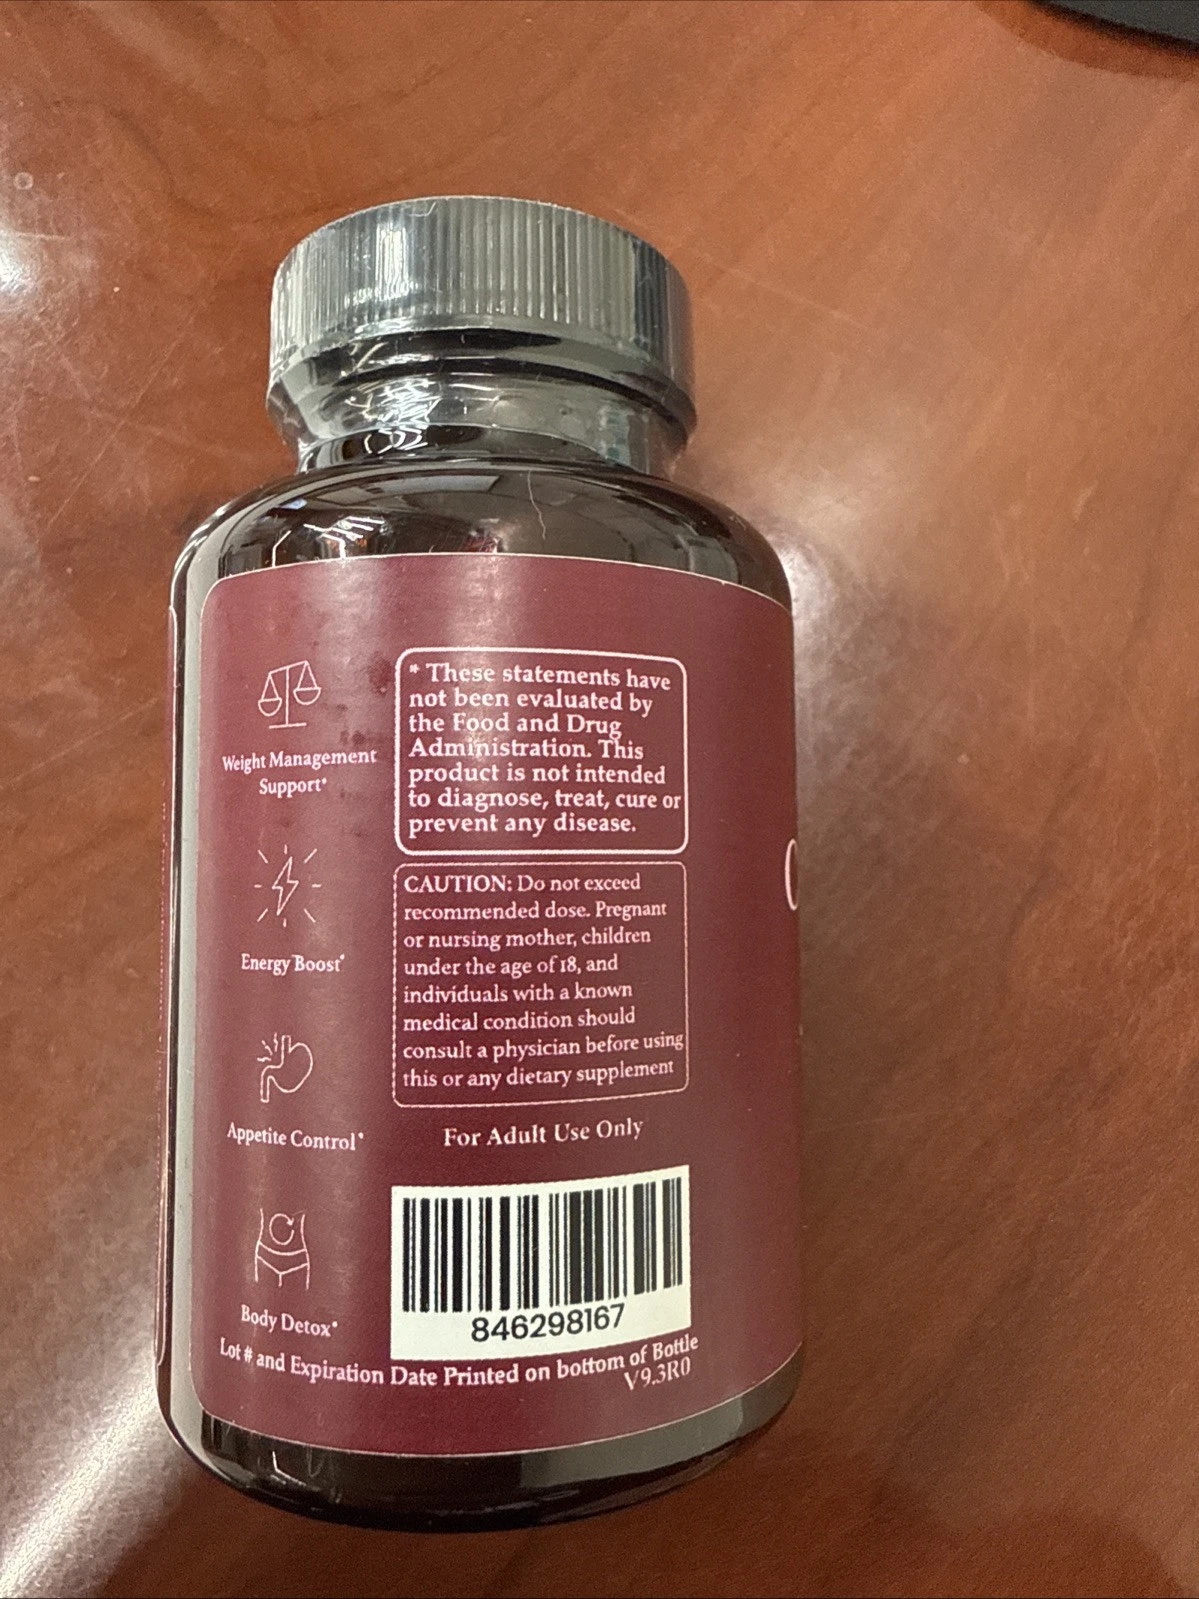 Weight Management
Support*
Energy Boost*
Appetite Control*
Body Detox*
* These statements have
not been evaluated by
the Food and Drug
Administration. This
product is not intended
to diagnose, treat, cure or
prevent any disease.
CAUTION: Do not exceed
recommended dose. Pregnant
or nursing mother, children
under the age of 18, and
individuals with a known
medical condition should
consult a physician before using
this or any dietary supplement
For Adult Use Only
846298167
Lot # and Expiration Date Printed on bottom of Bottle
V9.3R0